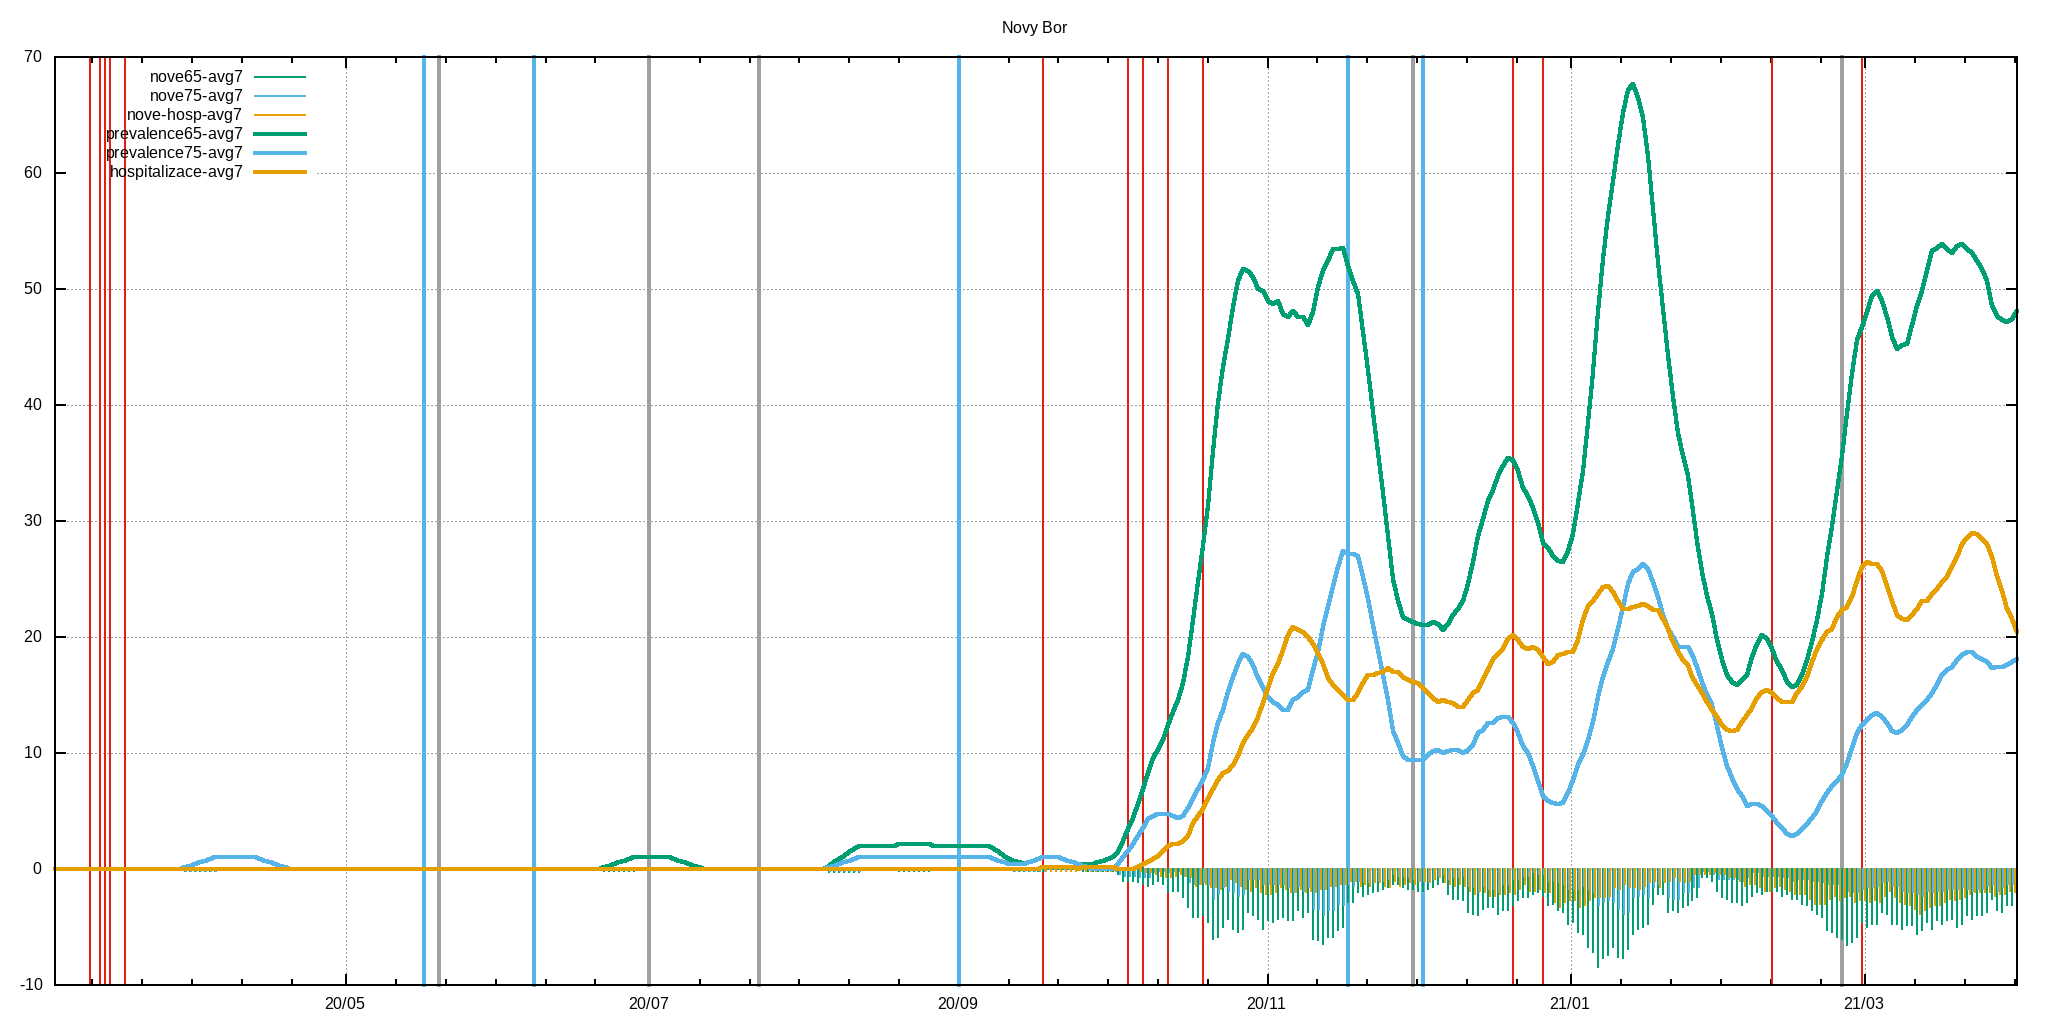 Novy Bor
70
60
50
40
30
20
10
0
-10
nove65-avg7
nove75-avg7
nove-hosp-avg7
prevalence65-avg7
prevalence75-avg7
hospitalizace-avg7
20/05
20/07
20/09
20/11
21/01
21/03